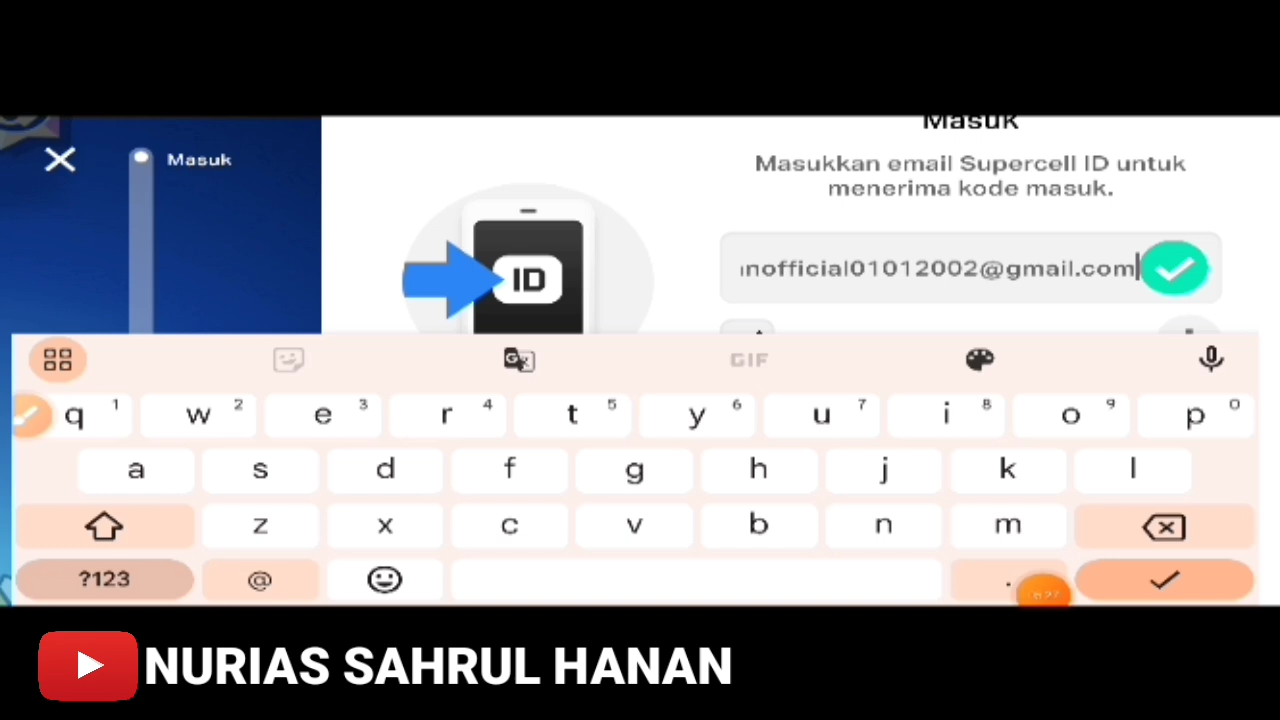 Masuk
Masuk
Masukkan email Supercell ID untuk
menerima kode masuk.
nofficial01012002@gmail.com
ID
G
GIF
q 1 w 2 e 3 r 4 t 5 y 6 u 7 i 8 o 9 p 0
a s d f g h j k l
z x c v b n m
?123 @ .
NURIAS SAHRUL HANAN